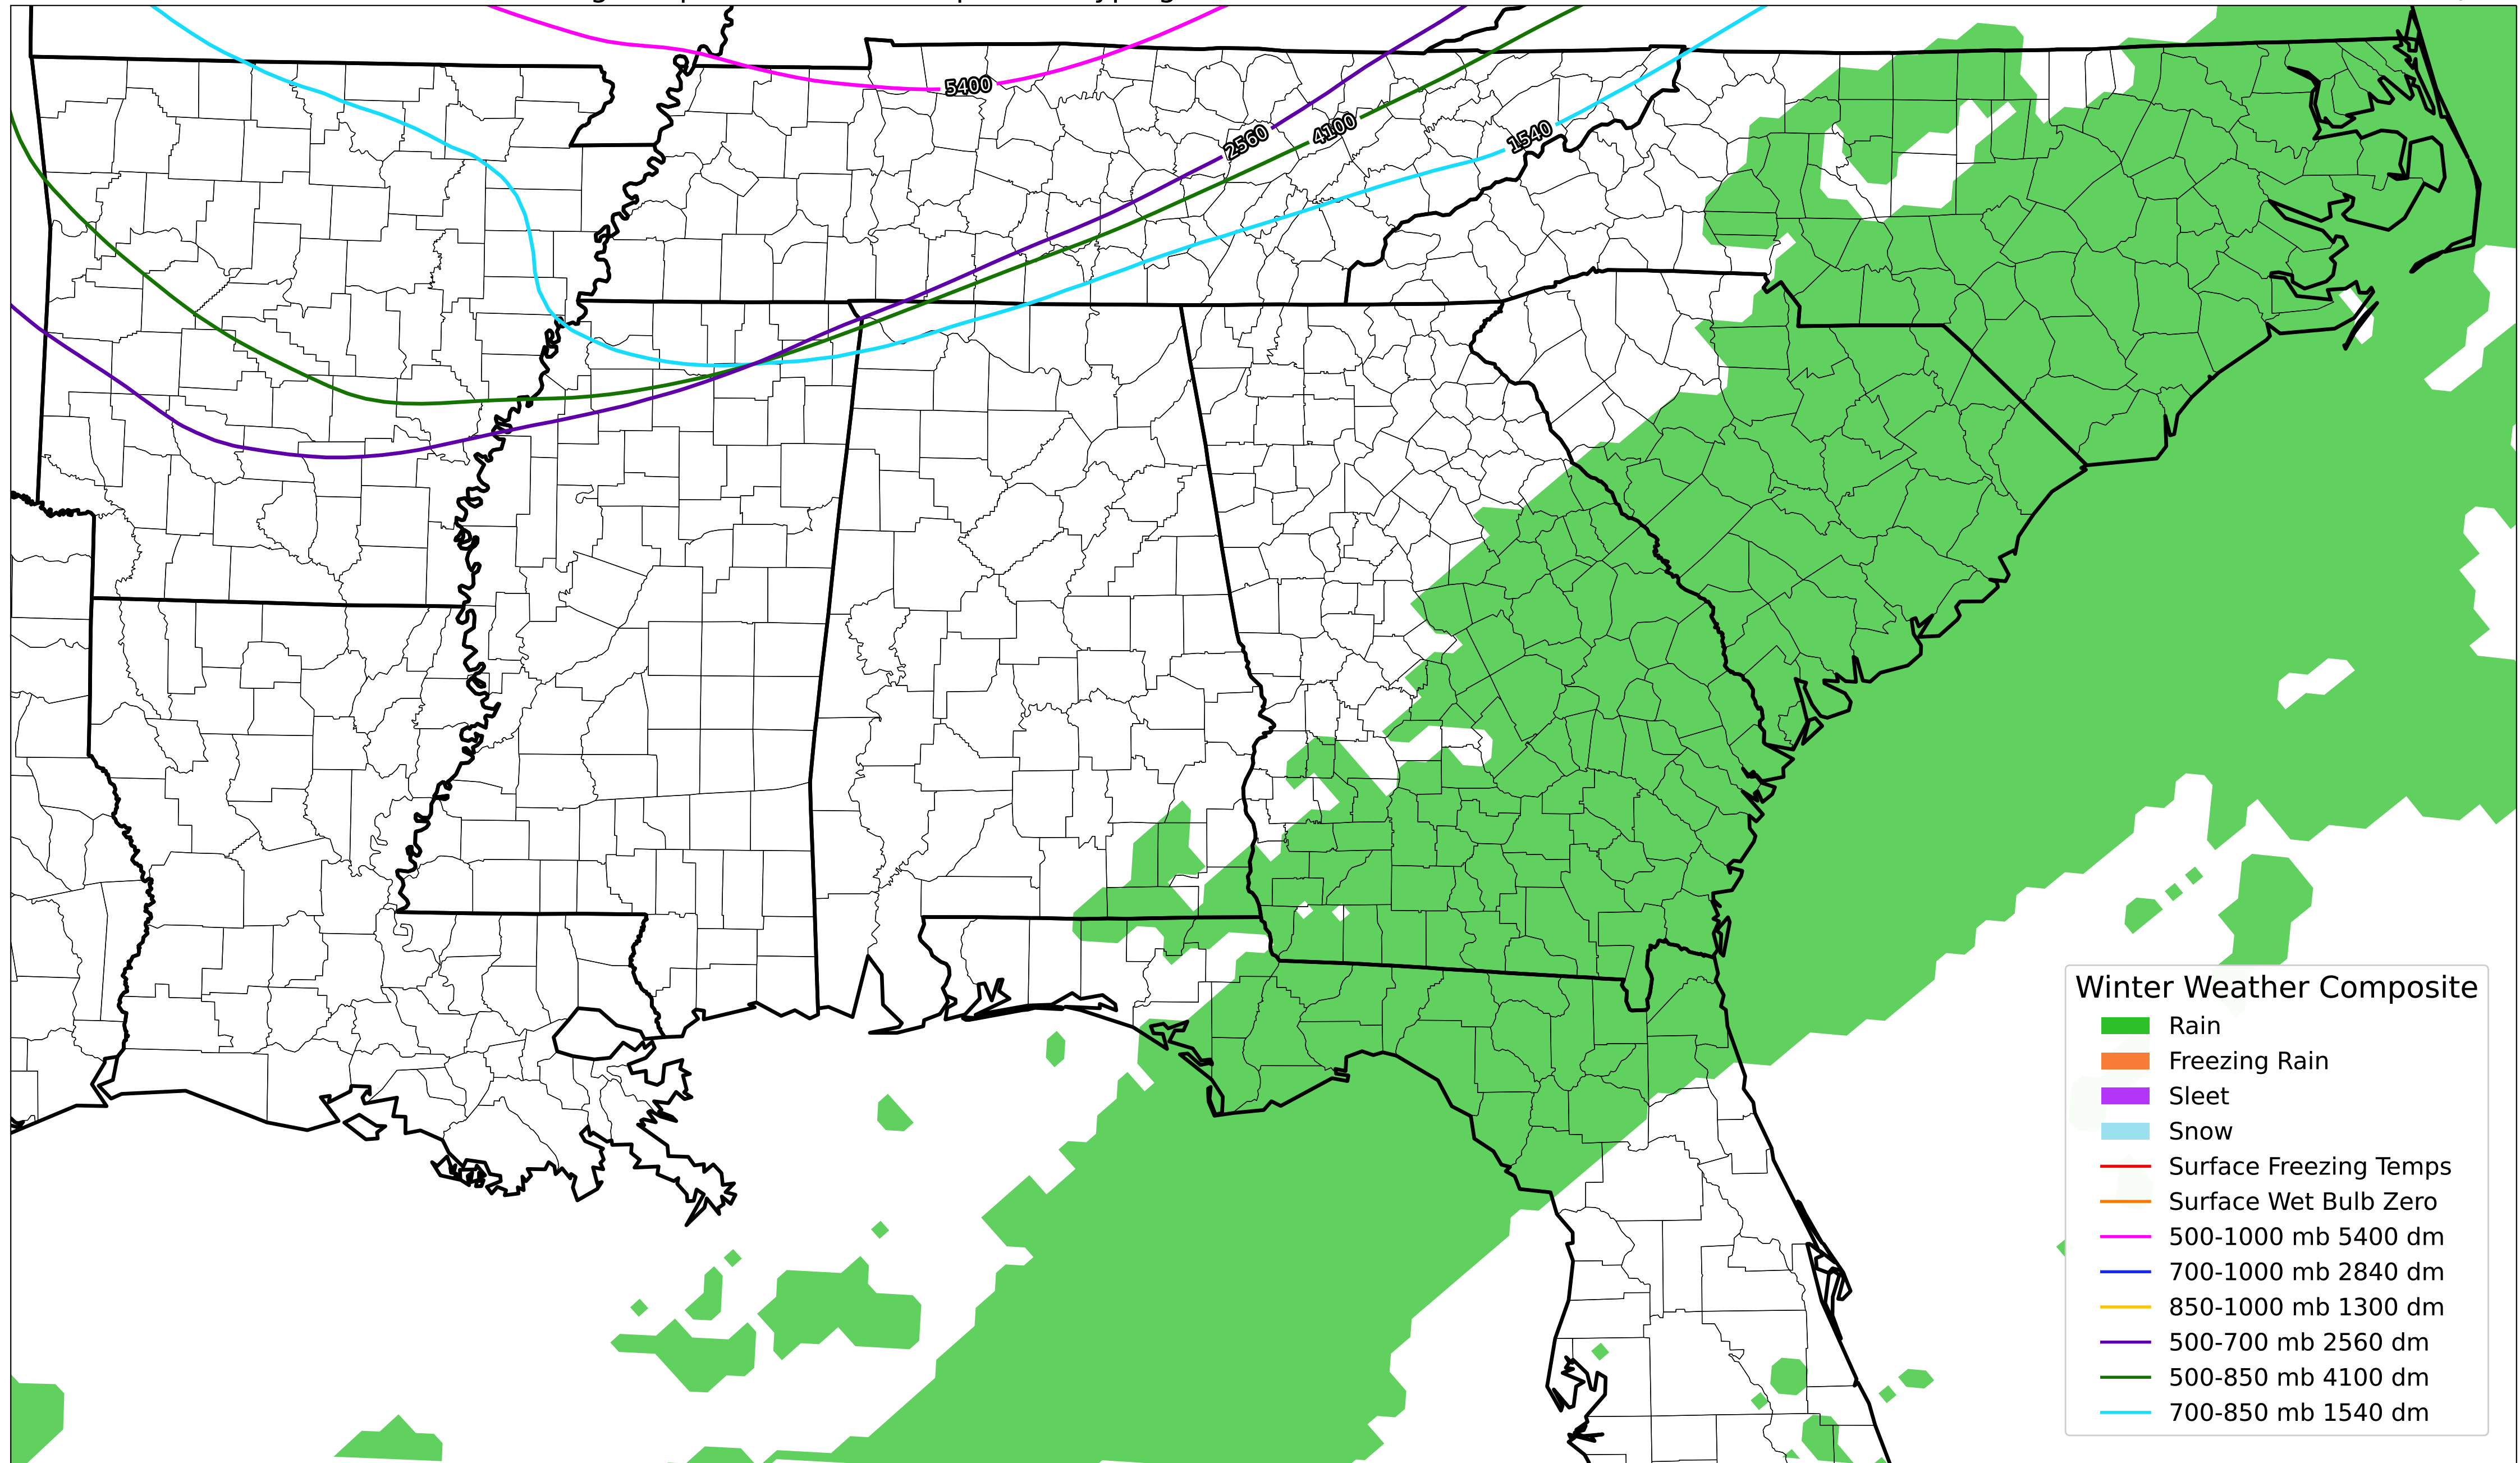 5400
2560
4100
1540
Winter Weather Composite
Rain
Freezing Rain
Sleet
Snow
Surface Freezing Temps
Surface Wet Bulb Zero
500-1000 mb 5400 dm
700-1000 mb 2840 dm
850-1000 mb 1300 dm
500-700 mb 2560 dm
500-850 mb 4100 dm
700-850 mb 1540 dm